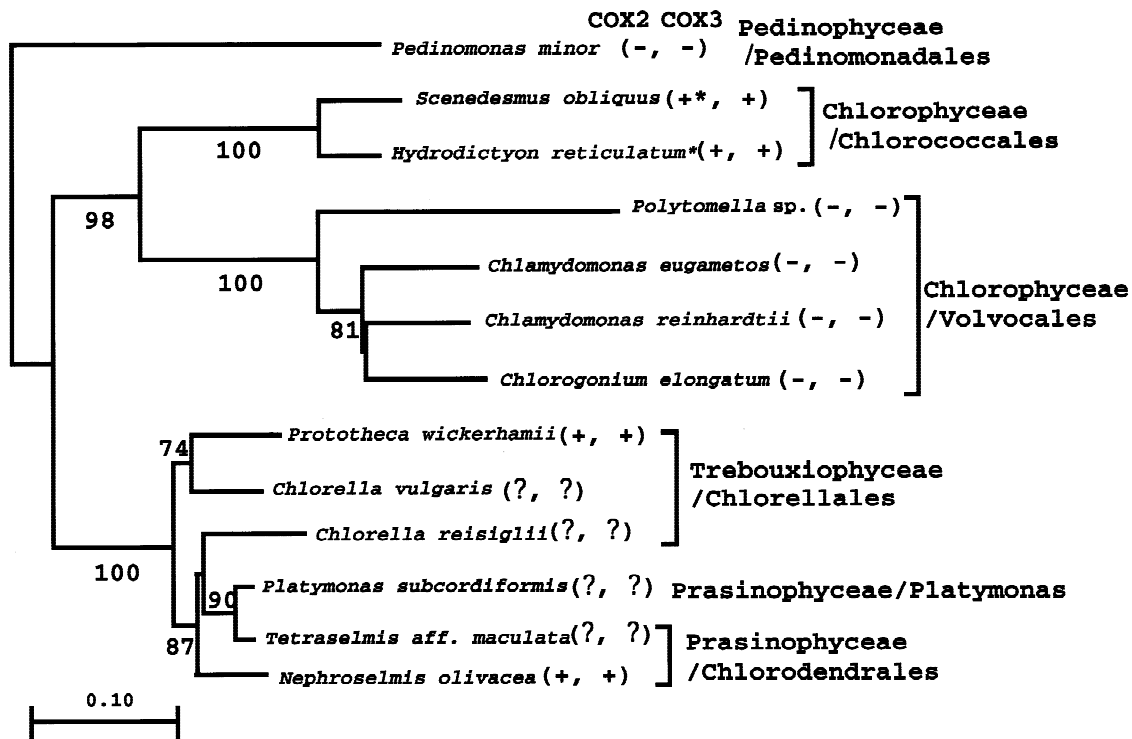 COX2 COX3
Pedinomonas minor (-, -)
Pedinophyceae
/Pedinomonadales
Scenedesmus obliquus (+*, +)
Hydrodictyon reticulatum* (+, +)
Chlorophyceae
/Chlorococcales
100
98
Polytomella sp. (-, -)
Chlamydomonas eugametos (-, -)
Chlamydomonas reinhardtii (-, -)
Chlorogonium elongatum (-, -)
Chlorophyceae
/Volvocales
100
81
Prototheca wickerhamii (+, +)
Chlorella vulgaris (?, ?)
Chlorella reisiglii (?, ?)
Trebouxiophyceae
/Chlorellales
74
100
Platymonas subcordiformis (?, ?)
Prasinophyceae/Platymonas
90
Tetraselmis aff. maculata (?, ?)
Nephroselmis olivacea (+, +)
Prasinophyceae
/Chlorodendrales
87
0.10